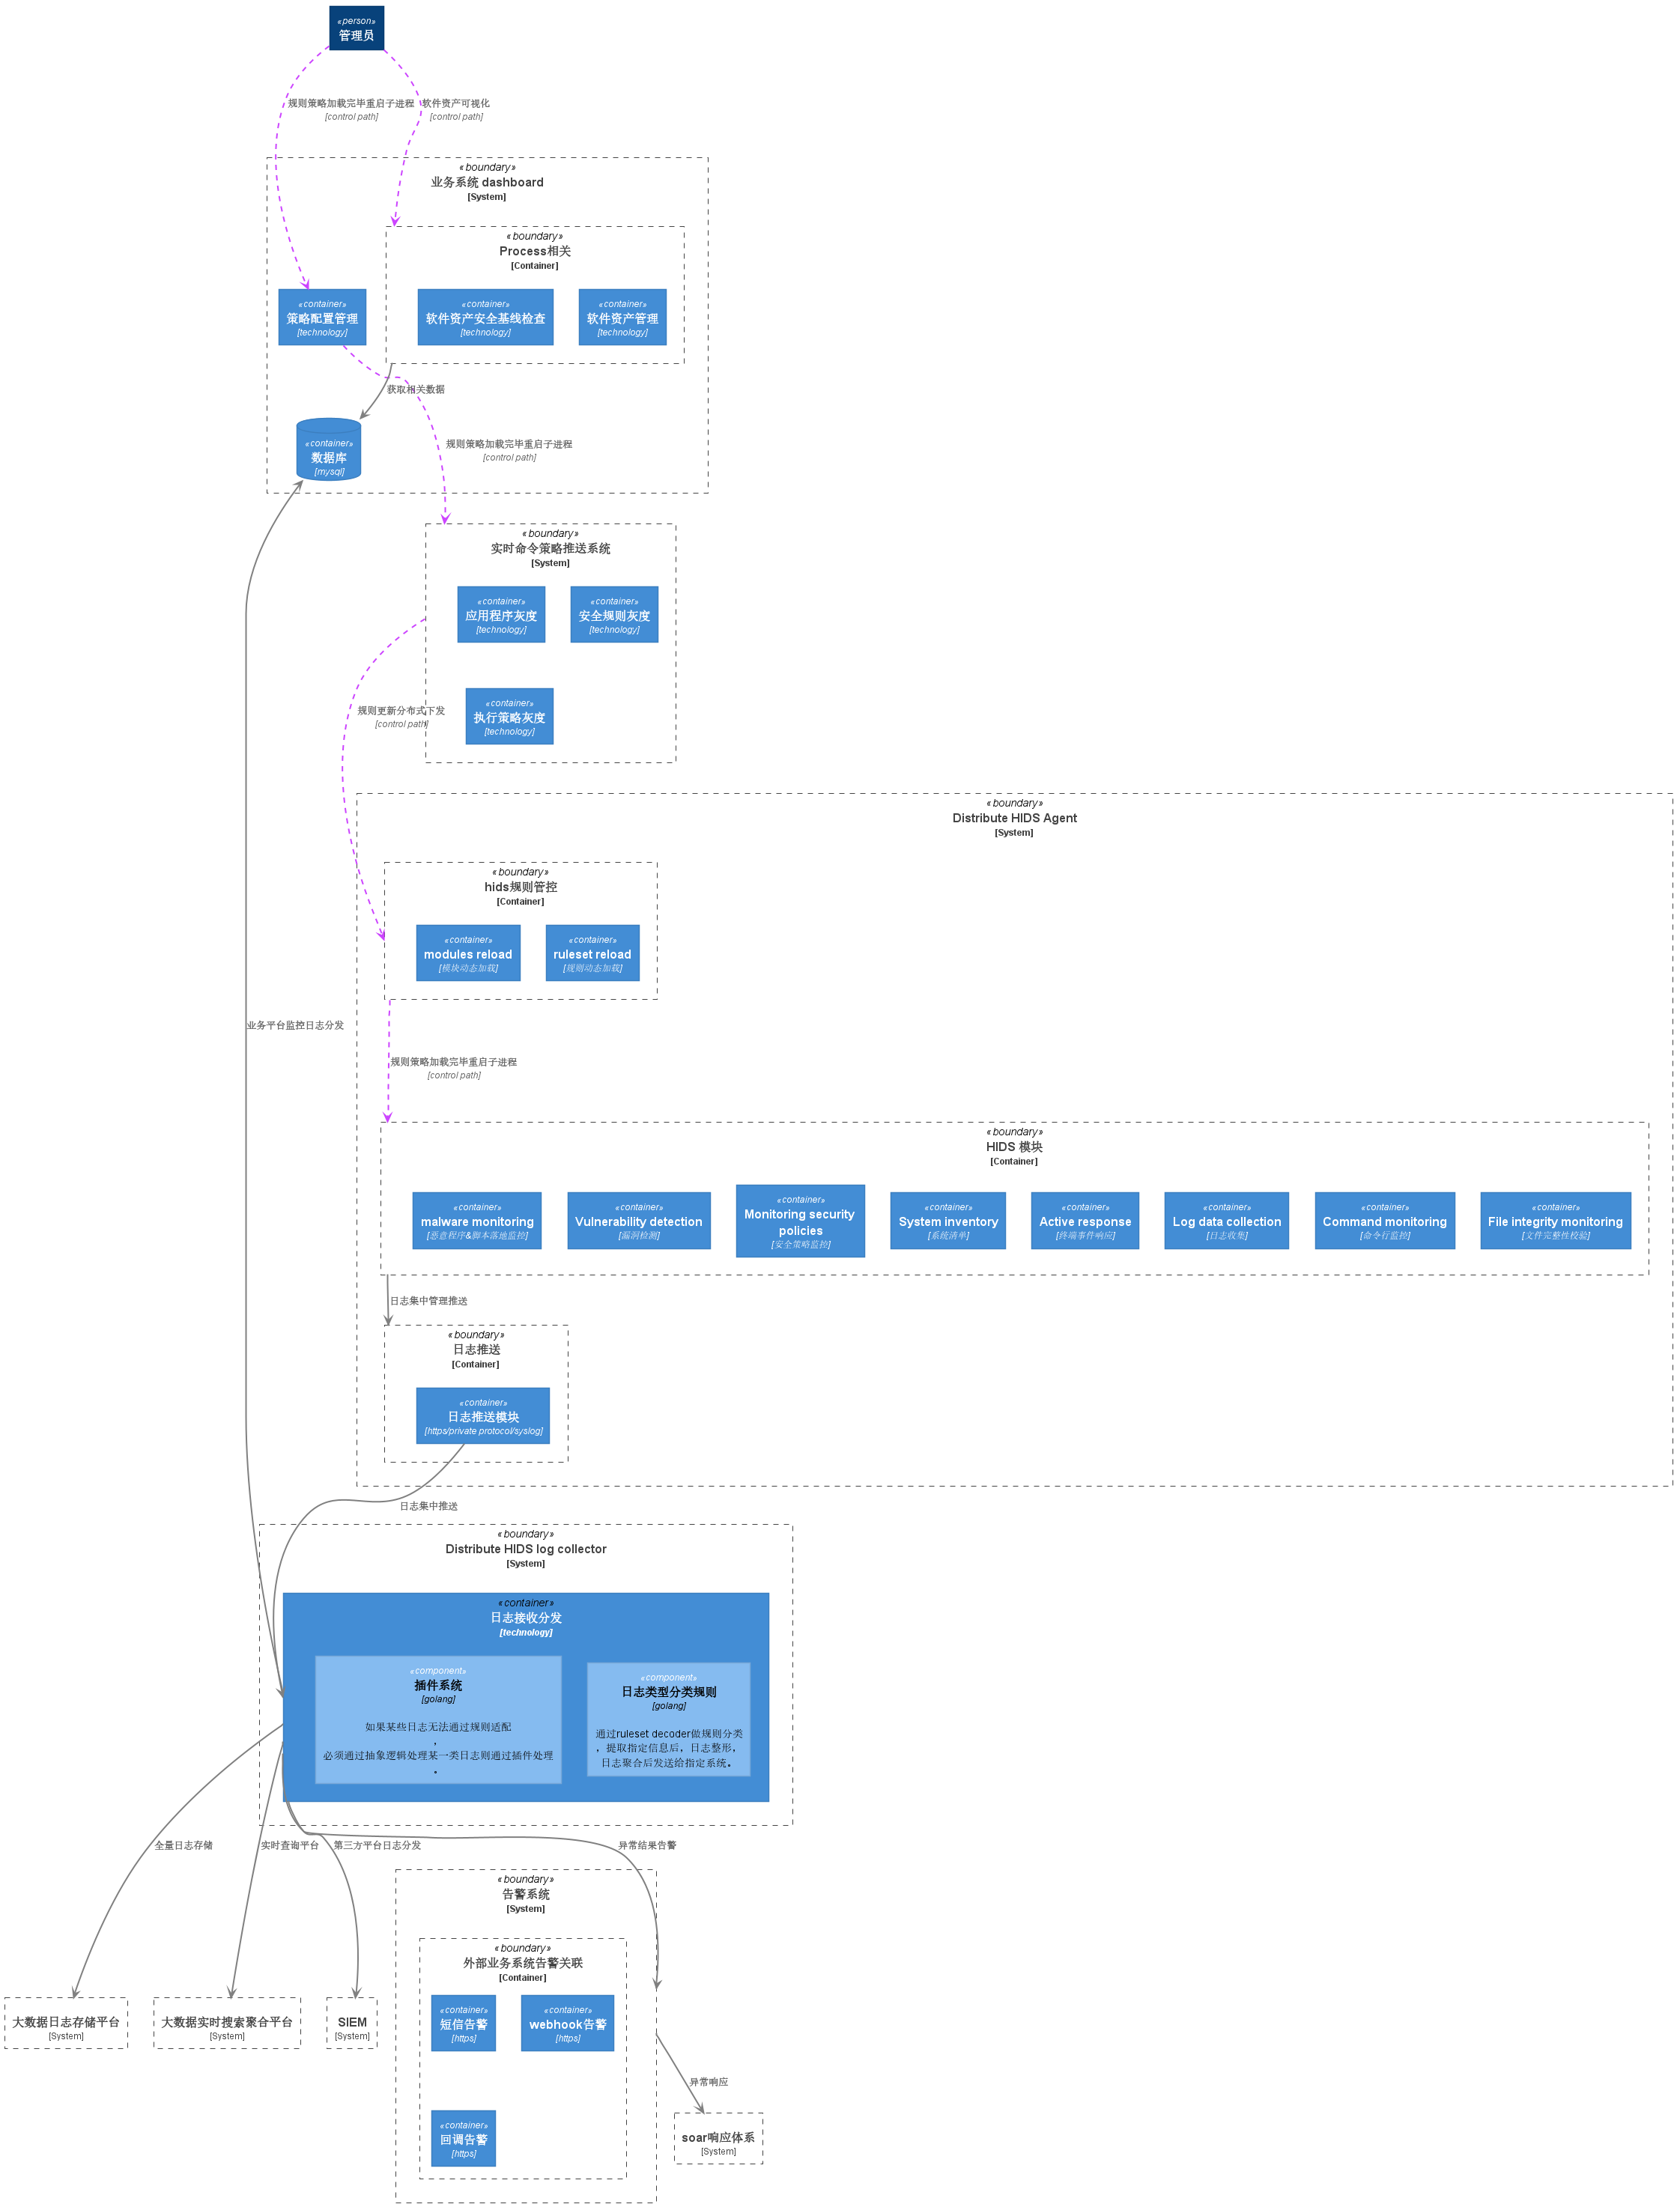 «person»
管理员
规则策略加载完毕重启子进程
[control path]
软件资产可视化
[control path]
«boundary»
业务系统 dashboard
[System]
«boundary»
Process相关
[Container]
«container»
策略配置管理
[technology]
«container»
软件资产安全基线检查
[technology]
«container»
软件资产管理
[technology]
获取相关数据
«container»
数据库
[mysql]
规则策略加载完毕重启子进程
[control path]
«boundary»
实时命令策略推送系统
[System]
«container»
应用程序灰度
[technology]
«container»
安全规则灰度
[technology]
«container»
执行策略灰度
[technology]
规则更新分布式下发
[control path]
«boundary»
Distribute HIDS Agent
[System]
«boundary»
hids规则管控
[Container]
«container»
modules reload
[模块动态加载]
«container»
ruleset reload
[规则动态加载]
业务平台监控日志分发
规则策略加载完毕重启子进程
[control path]
«boundary»
HIDS 模块
[Container]
«container»
malware monitoring
[恶意程序&脚本落地监控]
«container»
Vulnerability detection
[漏洞检测]
«container»
Monitoring security
policies
[安全策略监控]
«container»
System inventory
[系统清单]
«container»
Active response
[终端事件响应]
«container»
Log data collection
[日志收集]
«container»
Command monitoring
[命令行监控]
«container»
File integrity monitoring
[文件完整性校验]
日志集中管理推送
«boundary»
日志推送
[Container]
«container»
日志推送模块
[https/private protocol/syslog]
日志集中推送
«boundary»
Distribute HIDS log collector
[System]
«container»
日志接收分发
[technology]
«component»
插件系统
[golang]
如果某些日志无法通过规则适配
，
必须通过抽象逻辑处理某一类日志则通过插件处理
。
«component»
日志类型分类规则
[golang]
通过ruleset decoder做规则分类
，提取指定信息后，日志整形，
日志聚合后发送给指定系统。
全量日志存储
实时查询平台
第三方平台日志分发
异常结果告警
«boundary»
告警系统
[System]
«boundary»
外部业务系统告警关联
[Container]
«container»
短信告警
[https]
«container»
webhook告警
[https]
«container»
回调告警
[https]
大数据日志存储平台
[System]
大数据实时搜索聚合平台
[System]
SIEM
[System]
异常响应
soar响应体系
[System]